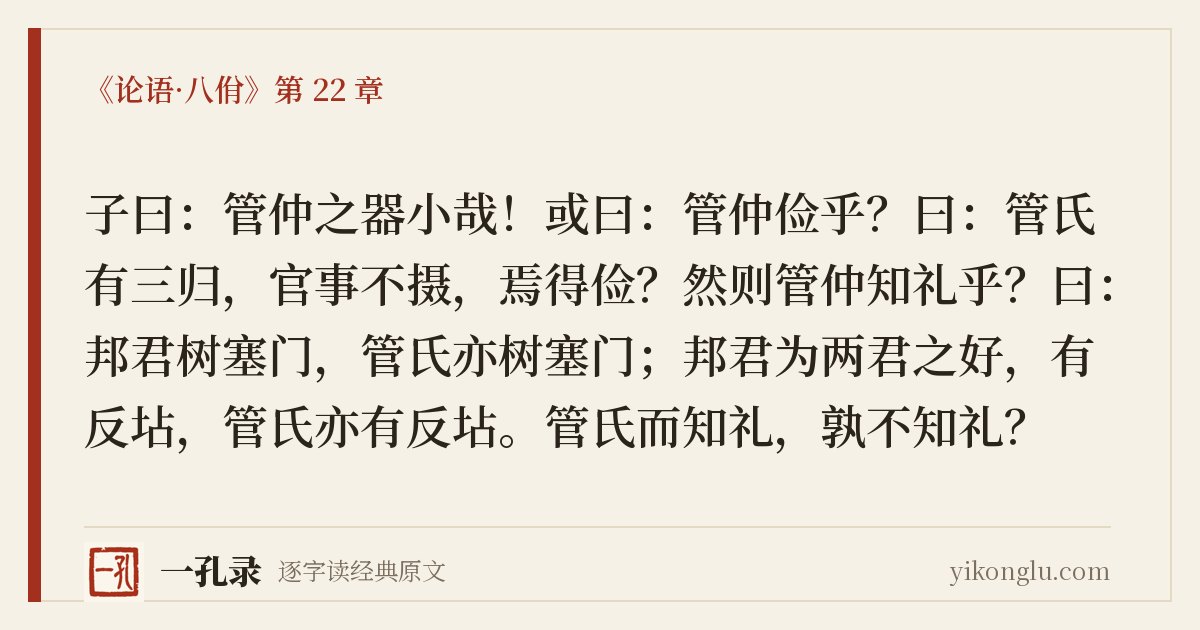 《论语·八佾》第 22 章
子曰：管仲之器小哉！或曰：管仲俭乎？曰：管氏
有三归，官事不摄，焉得俭？然则管仲知礼乎？曰：
邦君树塞门，管氏亦树塞门；邦君为两君之好，有
反坫，管氏亦有反坫。管氏而知礼，孰不知礼？
一孔
一孔录 逐字读经典原文 yikonglu.com